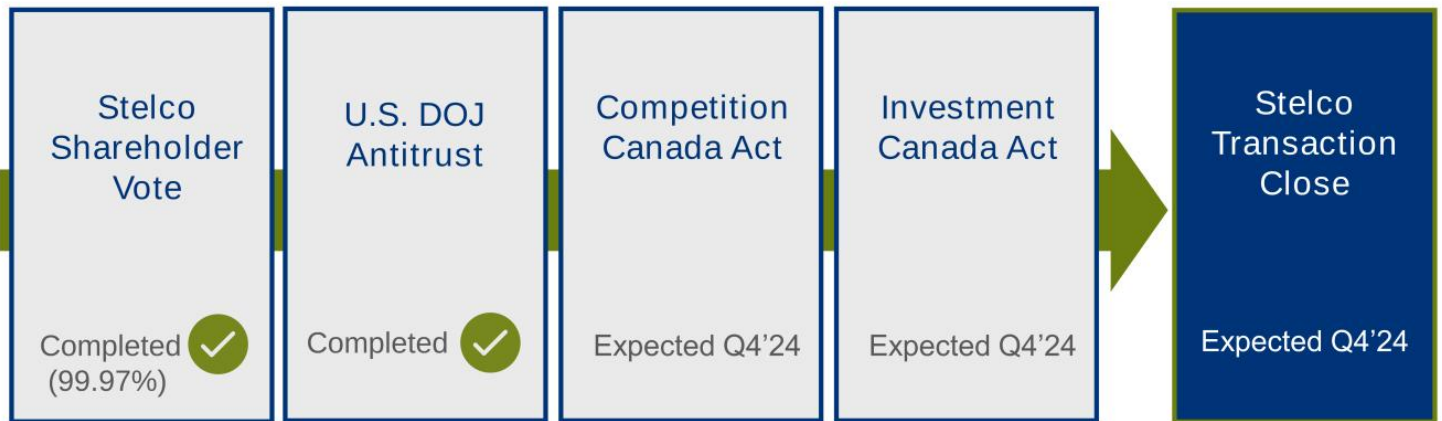 Stelco
Shareholder
Vote
Completed
(99.97%)
U.S. DOJ
Antitrust
Completed
Competition
Canada Act
Expected Q4’24
Investment
Canada Act
Expected Q4’24
Stelco
Transaction
Close
Expected Q4’24